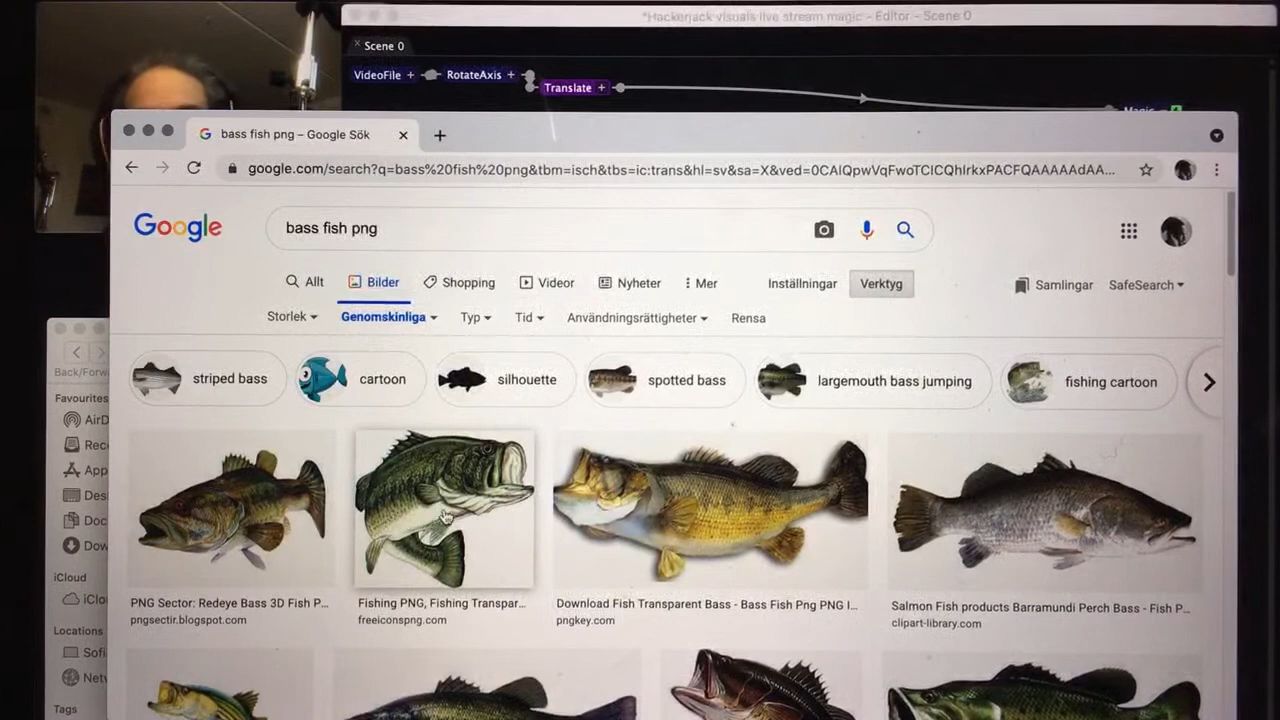 *Hackerjack visuals live stream magic - Editor - Scene 0
Scene 0
VideoFile +
RotateAxis +
Translate +
Magic
bass fish png – Google Sök
google.com/search?q=bass%20fish%20png&tbm=isch&tbs=ic:trans&hl=sv&sa=X&ved=0CAIQpwVqFwoTCICQhIrkxPACFQAAAAAdAA...
Google
bass fish png
Allt
Bilder
Shopping
Videor
Nyheter
Mer
Inställningar
Verktyg
Samlingar
SafeSearch
Storlek
Genomskinliga
Typ
Tid
Användningsrättigheter
Rensa
striped bass
cartoon
silhouette
spotted bass
largemouth bass jumping
fishing cartoon
PNG Sector: Redeye Bass 3D Fish P...
pngsectir.blogspot.com
Fishing PNG, Fishing Transpar...
freeiconspng.com
Download Fish Transparent Bass - Bass Fish Png PNG I...
pngkey.com
Salmon Fish products Barramundi Perch Bass - Fish P...
clipart-library.com
Back/Forw
Favourites
AirD
Rec
App
Des
Doc
Dow
iCloud
iClo
Locations
Sofi
Net
Tags